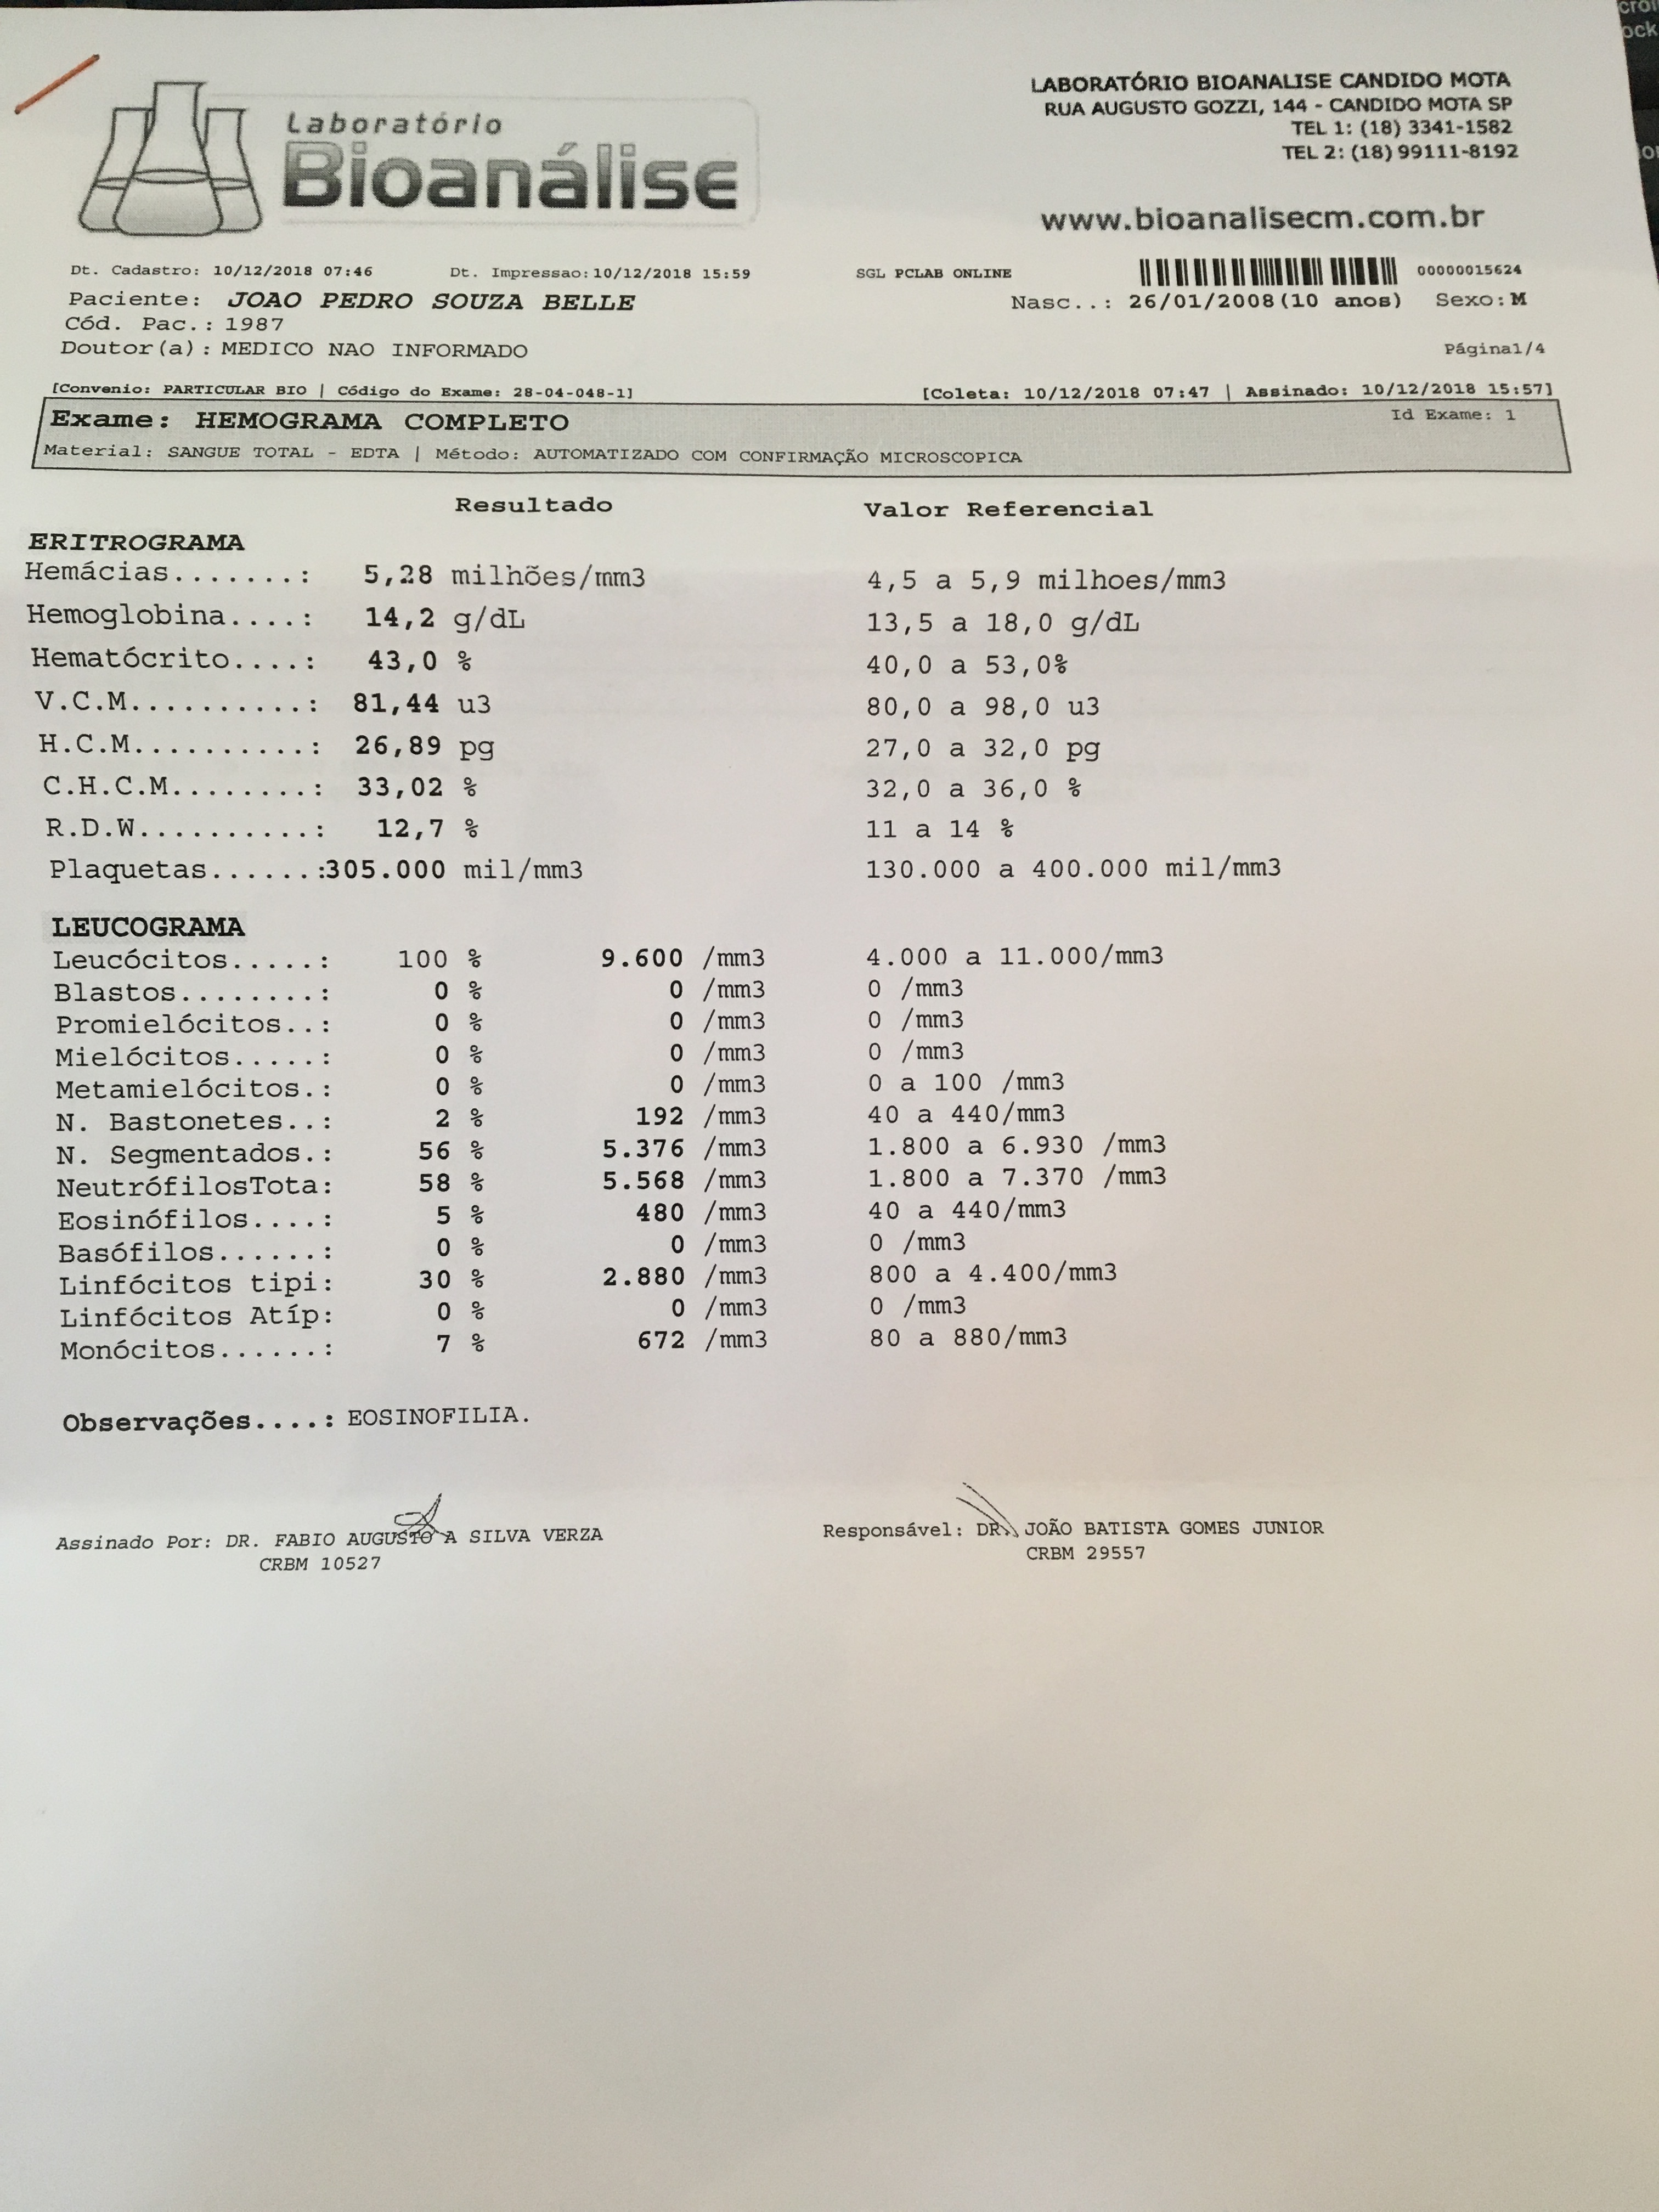 Laboratório
Bioanálise
LABORATÓRIO BIOANALISE CANDIDO MOTA
RUA AUGUSTO GOZZI, 144 - CANDIDO MOTA SP
TEL 1: (18) 3341-1582
TEL 2: (18) 99111-8192
www.bioanalisecm.com.br
Dt. Cadastro: 10/12/2018 07:46 Dt. Impressao:10/12/2018 15:59 SGL PCLAB ONLINE 00000015624
Paciente: JOAO PEDRO SOUZA BELLE Nasc..: 26/01/2008(10 anos) Sexo:M
Cód. Pac.: 1987
Doutor(a): MEDICO NAO INFORMADO Página1/4
[Convenio: PARTICULAR BIO | Código do Exame: 28-04-048-1] [Coleta: 10/12/2018 07:47 | Assinado: 10/12/2018 15:57]
Exame: HEMOGRAMA COMPLETO Id Exame: 1
Material: SANGUE TOTAL - EDTA | Método: AUTOMATIZADO COM CONFIRMAÇÃO MICROSCOPICA
Resultado Valor Referencial
ERITROGRAMA
Hemácias.......: 5,28 milhões/mm3 4,5 a 5,9 milhoes/mm3
Hemoglobina....: 14,2 g/dL 13,5 a 18,0 g/dL
Hematócrito....: 43,0 % 40,0 a 53,0%
V.C.M..........: 81,44 u3 80,0 a 98,0 u3
H.C.M..........: 26,89 pg 27,0 a 32,0 pg
C.H.C.M........: 33,02 % 32,0 a 36,0 %
R.D.W..........: 12,7 % 11 a 14 %
Plaquetas......:305.000 mil/mm3 130.000 a 400.000 mil/mm3
LEUCOGRAMA
Leucócitos.....: 100 % 9.600 /mm3 4.000 a 11.000/mm3
Blastos........: 0 % 0 /mm3 0 /mm3
Promielócitos..: 0 % 0 /mm3 0 /mm3
Mielócitos.....: 0 % 0 /mm3 0 /mm3
Metamielócitos.: 0 % 0 /mm3 0 a 100 /mm3
N. Bastonetes..: 2 % 192 /mm3 40 a 440/mm3
N. Segmentados.: 56 % 5.376 /mm3 1.800 a 6.930 /mm3
NeutrófilosTota: 58 % 5.568 /mm3 1.800 a 7.370 /mm3
Eosinófilos....: 5 % 480 /mm3 40 a 440/mm3
Basófilos......: 0 % 0 /mm3 0 /mm3
Linfócitos tipi: 30 % 2.880 /mm3 800 a 4.400/mm3
Linfócitos Atíp: 0 % 0 /mm3 0 /mm3
Monócitos......: 7 % 672 /mm3 80 a 880/mm3
Observações....: EOSINOFILIA.
Assinado Por: DR. FABIO AUGUSTO A SILVA VERZA Responsável: DR. JOÃO BATISTA GOMES JUNIOR
CRBM 10527 CRBM 29557